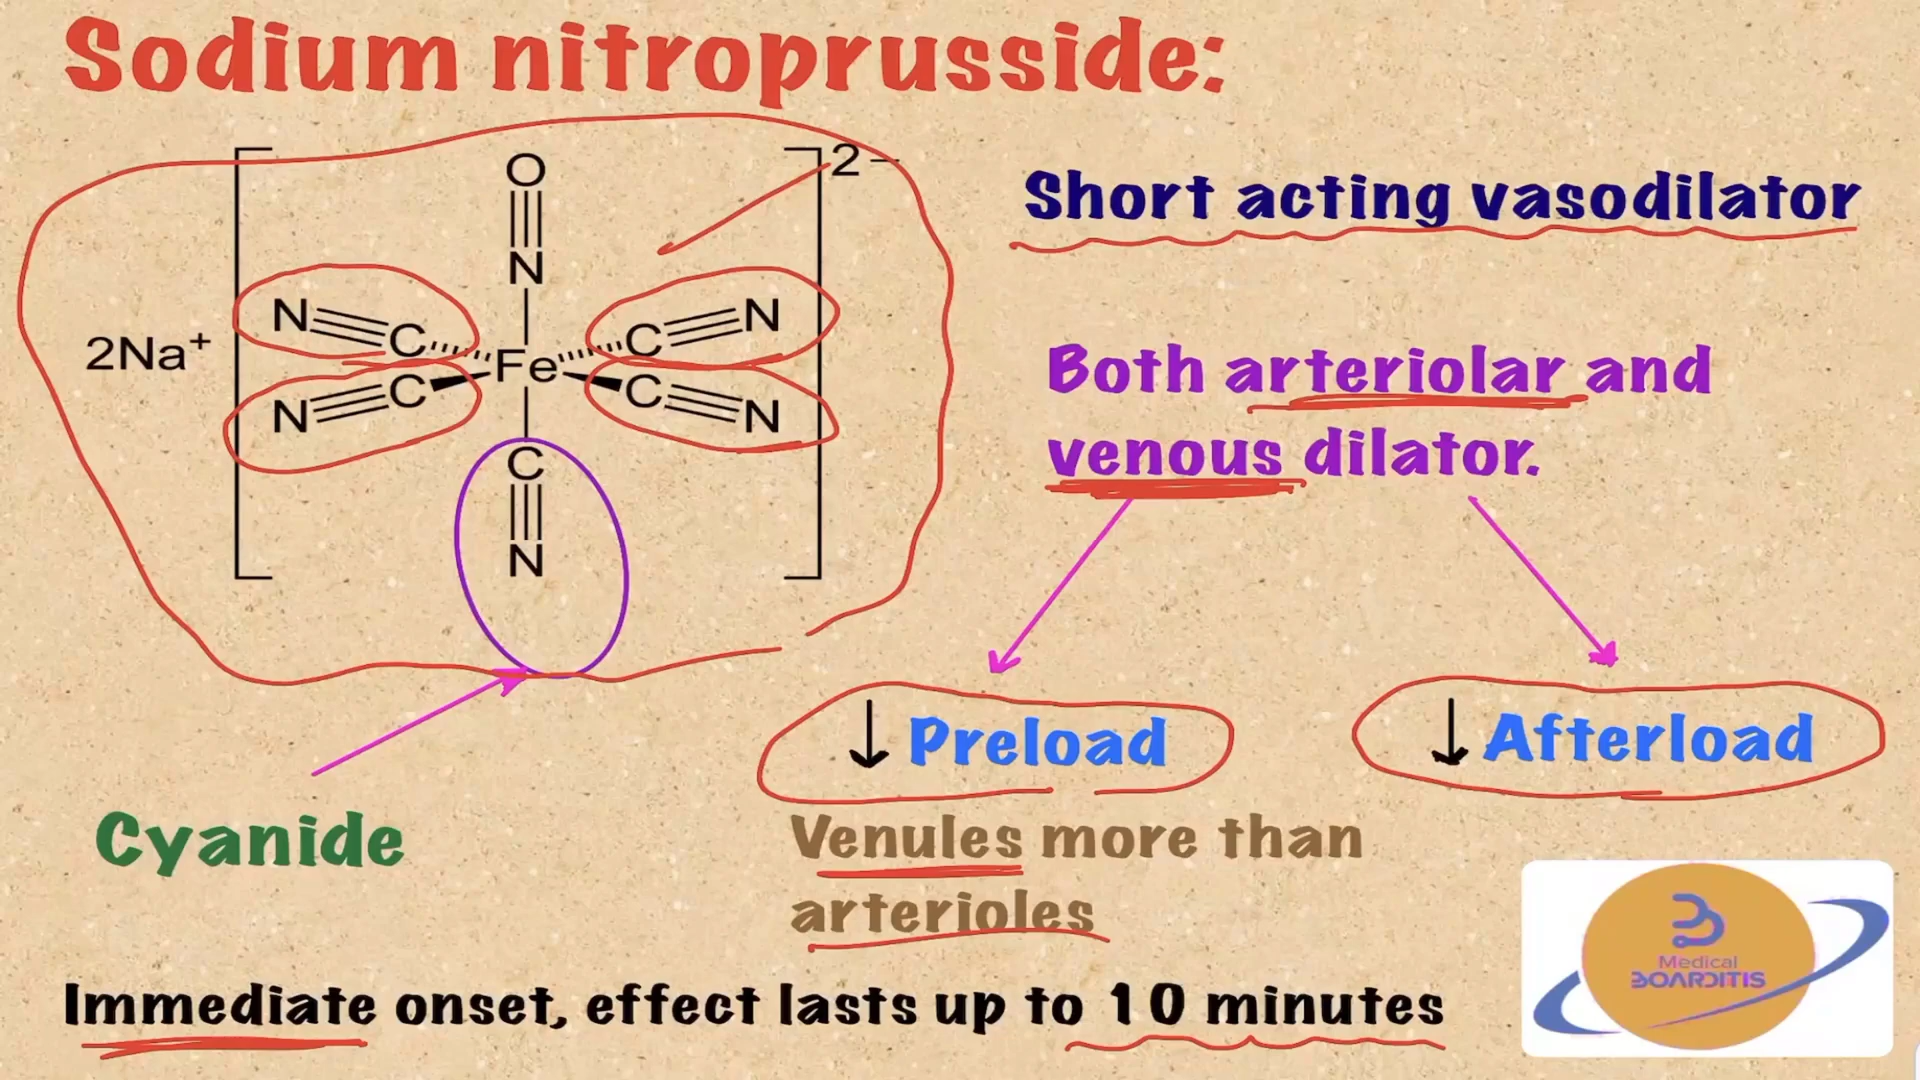 Sodium nitroprusside:
O
N
2−
N C C N
2Na⁺
Fe
N C C N
C
N
Short acting vasodilator
Both arteriolar and
venous dilator.
↓ Preload
↓ Afterload
Cyanide
Venules more than
arterioles
Immediate onset, effect lasts up to 10 minutes
Medical
BOARDITIS